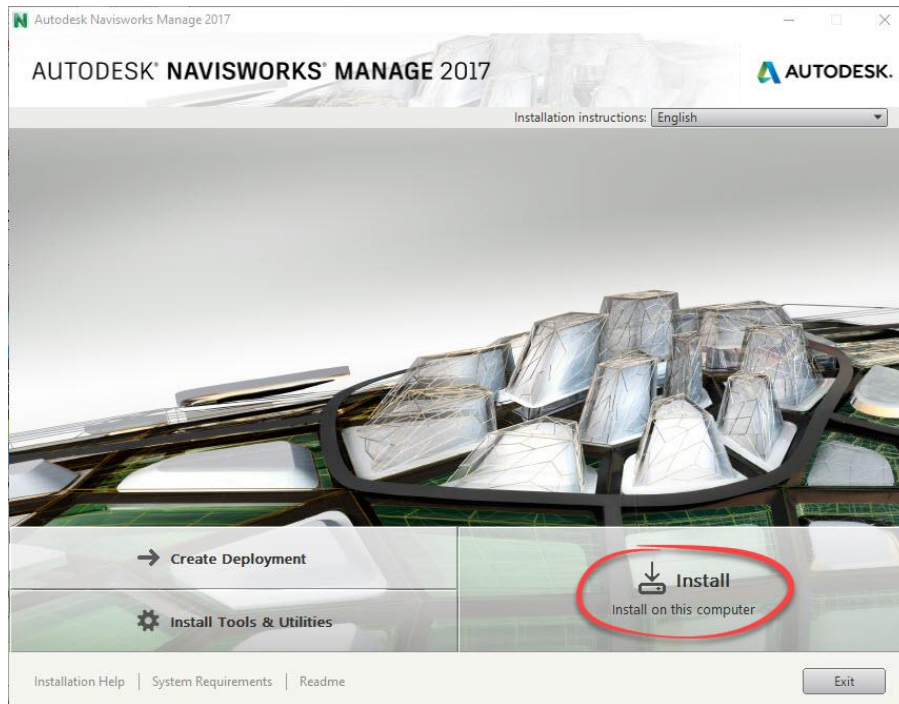 Autodesk Navisworks Manage 2017
AUTODESK® NAVISWORKS® MANAGE 2017
AUTODESK.
Installation instructions: English
Create Deployment
Install
Install on this computer
Install Tools & Utilities
Installation Help | System Requirements | Readme
Exit